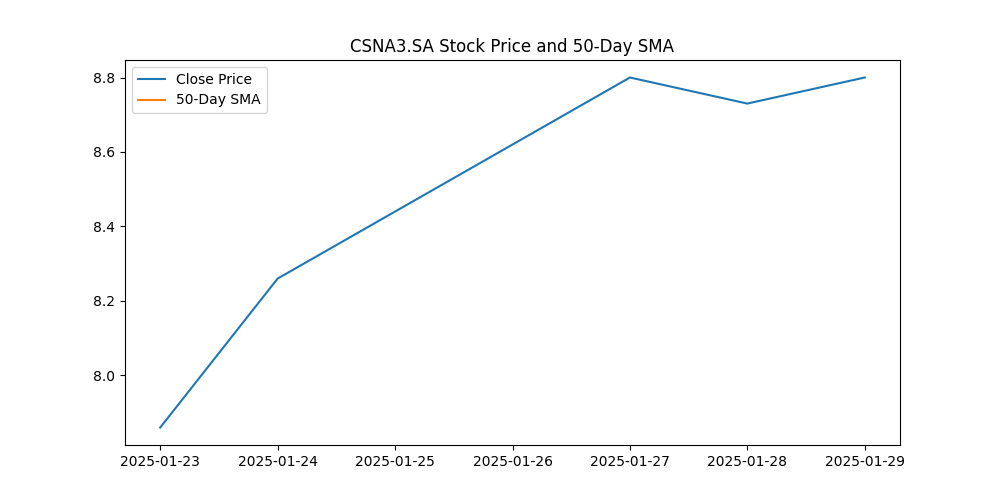 CSNA3.SA Stock Price and 50-Day SMA
Close Price
50-Day SMA
8.8
8.6
8.4
8.2
8.0
2025-01-23 2025-01-24 2025-01-25 2025-01-26 2025-01-27 2025-01-28 2025-01-29